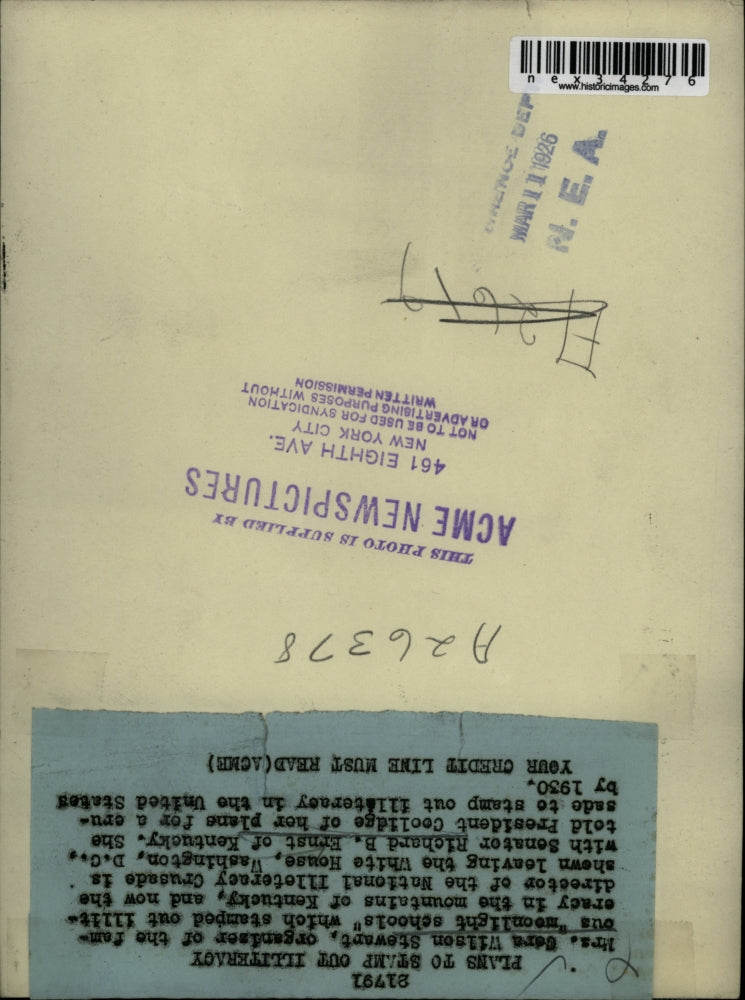 nex34276
www.historicimages.com
REFERENCE DEPT
MAR 11 1926
N. E. A.
A26378
THIS PHOTO IS SUPPLIED BY
ACME NEWSPICTURES
461 EIGHTH AVE.
NEW YORK CITY
NOT TO BE USED FOR SYNDICATION
OR ADVERTISING PURPOSES WITHOUT
WRITTEN PERMISSION
21791
PLANS TO STAMP OUT ILLITERACY
Mrs. Cora Wilson Stewart, organizer of the fam-
ous "moonlight schools" which stamped out illit-
eracy in the mountains of Kentucky, and now the
director of the National Illeteracy Crusade is
shown leaving the White House, Washington, D.C.,
with Senator Richard B. Ernst of Kentucky. She
told President Coolidge of her plans for a cru-
sade to stamp out illiteracy in the United States
by 1930.
YOUR CREDIT LINE MUST READ(ACME)